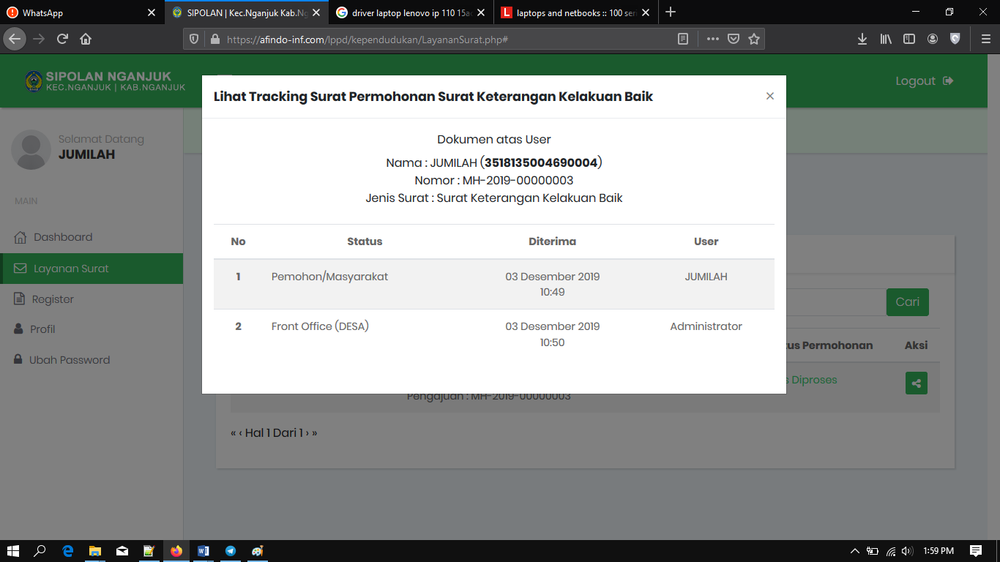 WhatsApp
SIPOLAN | Kec.Nganjuk Kab.Ng
driver laptop lenovo ip 110 15a
laptops and netbooks :: 100 seri
https://afindo-inf.com/lppd/kependudukan/LayananSurat.php#
SIPOLAN NGANJUK
KEC.NGANJUK | KAB.NGANJUK
Logout
Lihat Tracking Surat Permohonan Surat Keterangan Kelakuan Baik ×
Selamat Datang
JUMILAH
MAIN
Dashboard
Layanan Surat
Register
Profil
Ubah Password
Dokumen atas User
Nama : JUMILAH (3518135004690004)
Nomor : MH-2019-00000003
Jenis Surat : Surat Keterangan Kelakuan Baik
No Status Diterima User
1 Pemohon/Masyarakat 03 Desember 2019 JUMILAH
10:49
2 Front Office (DESA) 03 Desember 2019 Administrator
10:50
Cari
tus Permohonan Aksi
s Diproses
Pengajuan : MH-2019-00000003
« ‹ Hal 1 Dari 1 › »
1:59 PM